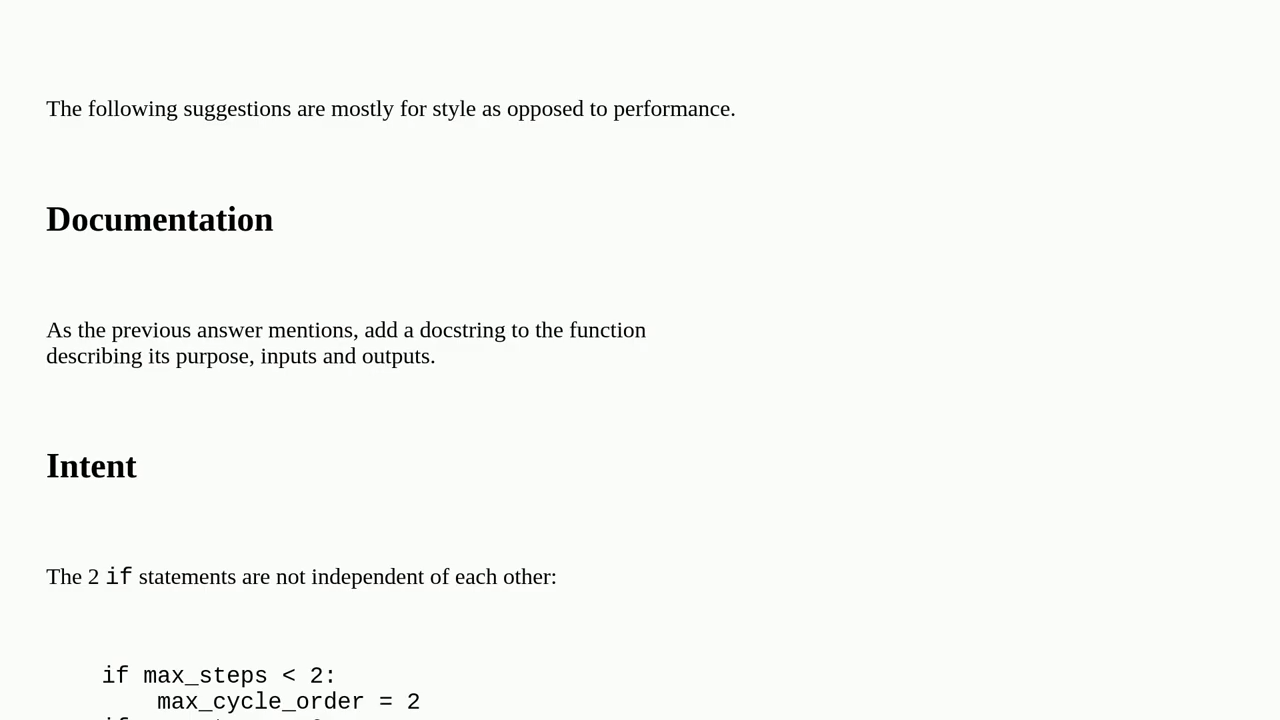 The following suggestions are mostly for style as opposed to performance.
Documentation
As the previous answer mentions, add a docstring to the function
describing its purpose, inputs and outputs.
Intent
The 2 if statements are not independent of each other:
if max_steps < 2:
    max_cycle_order = 2